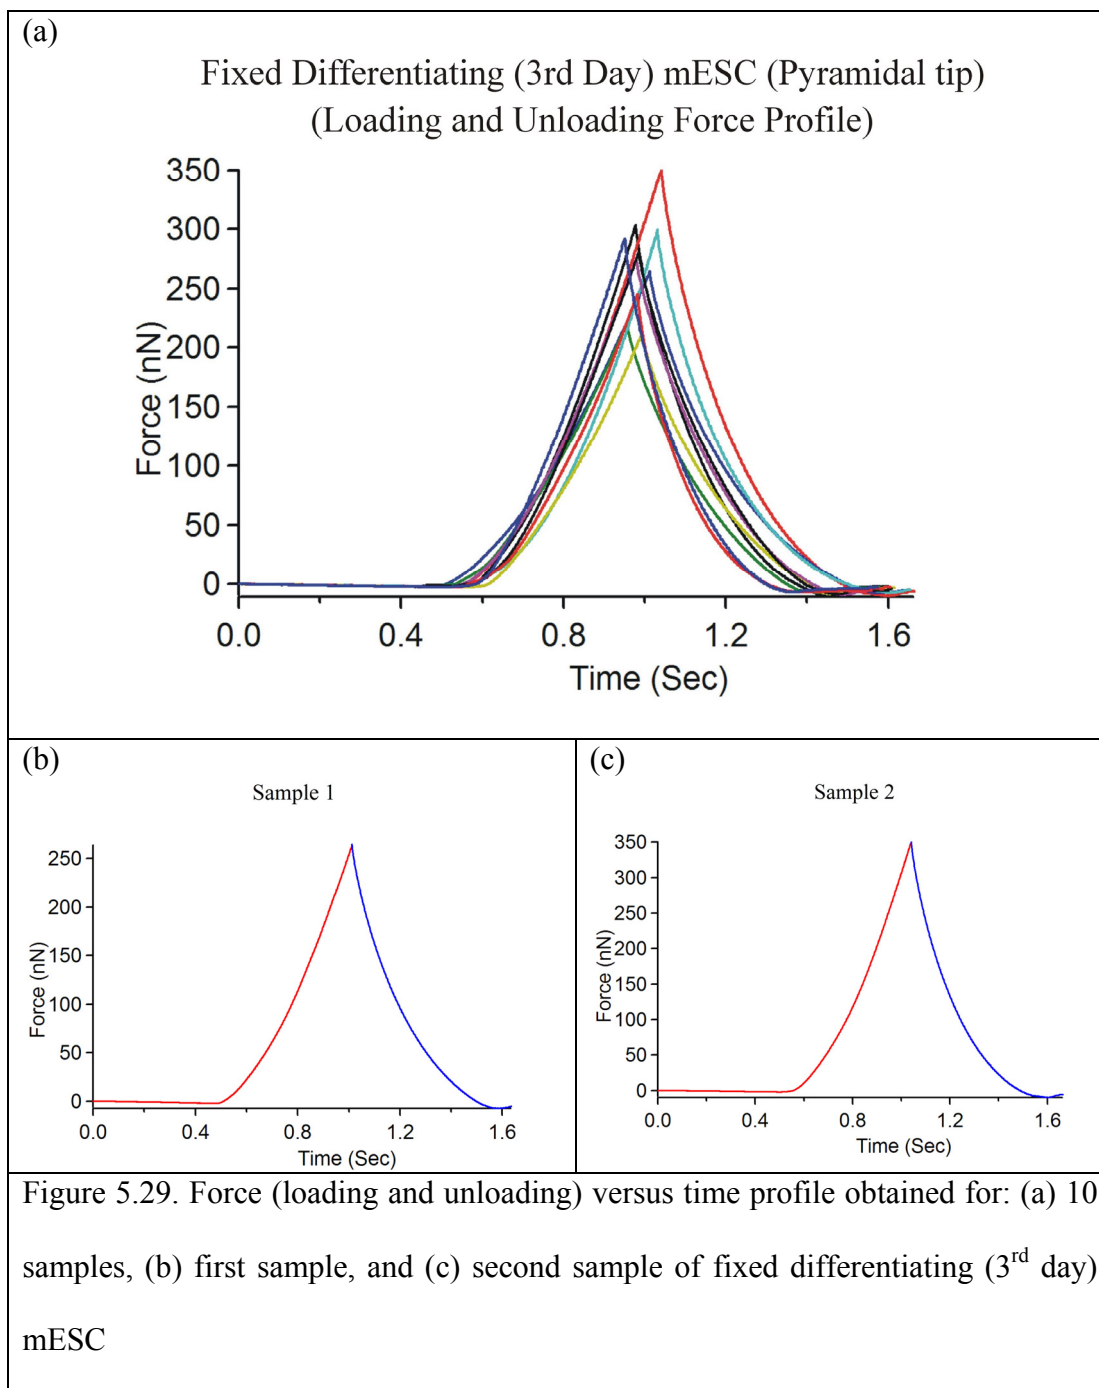 (a)
Fixed Differentiating (3rd Day) mESC (Pyramidal tip)
(Loading and Unloading Force Profile)
350
300
250
200
150
100
50
0
Force (nN)
0.0 0.4 0.8 1.2 1.6
Time (Sec)
(b)
Sample 1
250
200
150
100
50
0
Force (nN)
0.0 0.4 0.8 1.2 1.6
Time (Sec)
(c)
Sample 2
350
300
250
200
150
100
50
0
Force (nN)
0.0 0.4 0.8 1.2 1.6
Time (Sec)
Figure 5.29. Force (loading and unloading) versus time profile obtained for: (a) 10
samples, (b) first sample, and (c) second sample of fixed differentiating (3rd day)
mESC